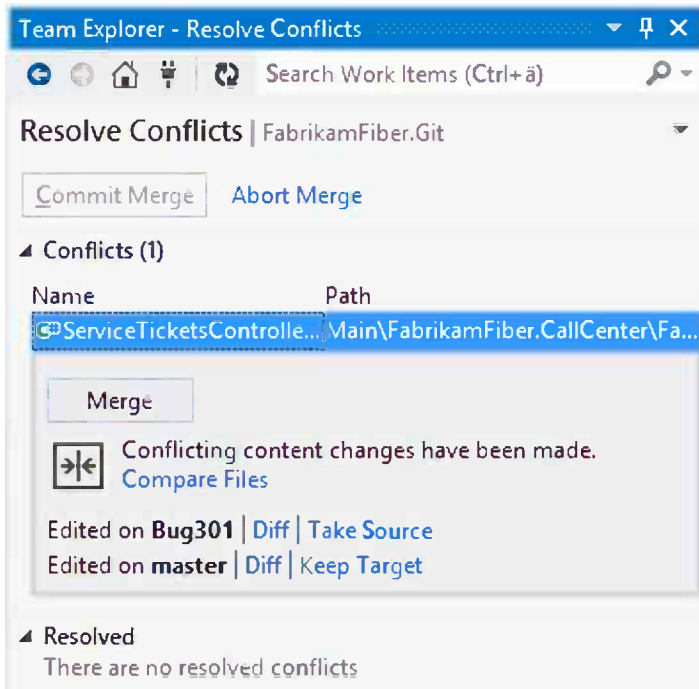 Team Explorer - Resolve Conflicts
Search Work Items (Ctrl+ä)
Resolve Conflicts | FabrikamFiber.Git
Commit Merge Abort Merge
Conflicts (1)
Name Path
ServiceTicketsControlle... Main\FabrikamFiber.CallCenter\Fa...
Merge
Conflicting content changes have been made.
Compare Files
Edited on Bug301 | Diff | Take Source
Edited on master | Diff | Keep Target
Resolved
There are no resolved conflicts